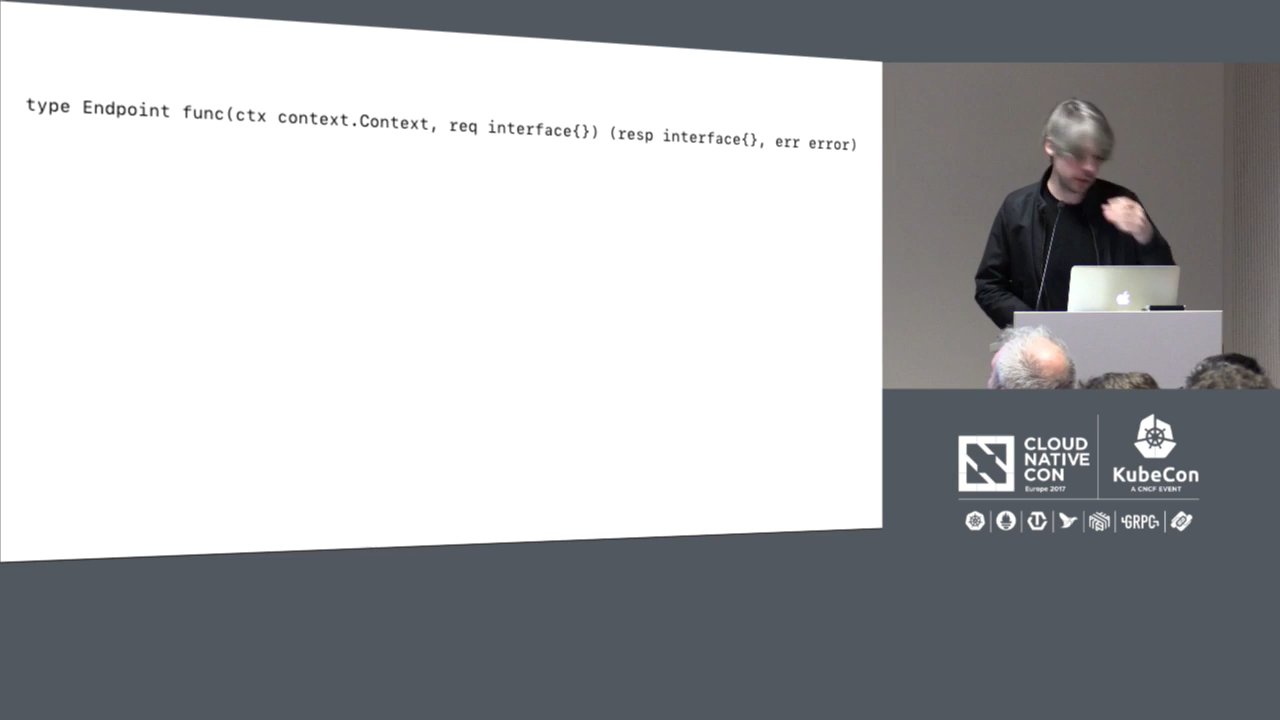 type Endpoint func(ctx context.Context, req interface{}) (resp interface{}, err error)
CLOUD
NATIVE
CON
Europe 2017
KubeCon
A CNCF EVENT
GRPC